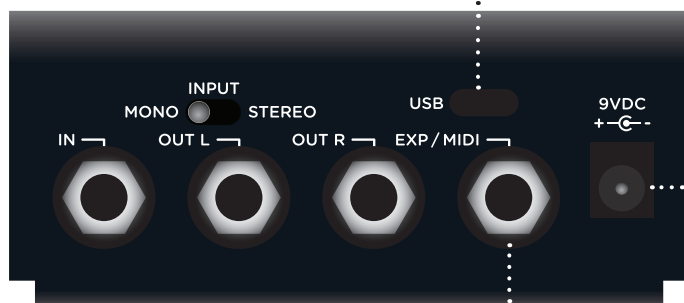 INPUT
MONO STEREO
USB
9VDC
+ -
IN
OUT L
OUT R
EXP/MIDI